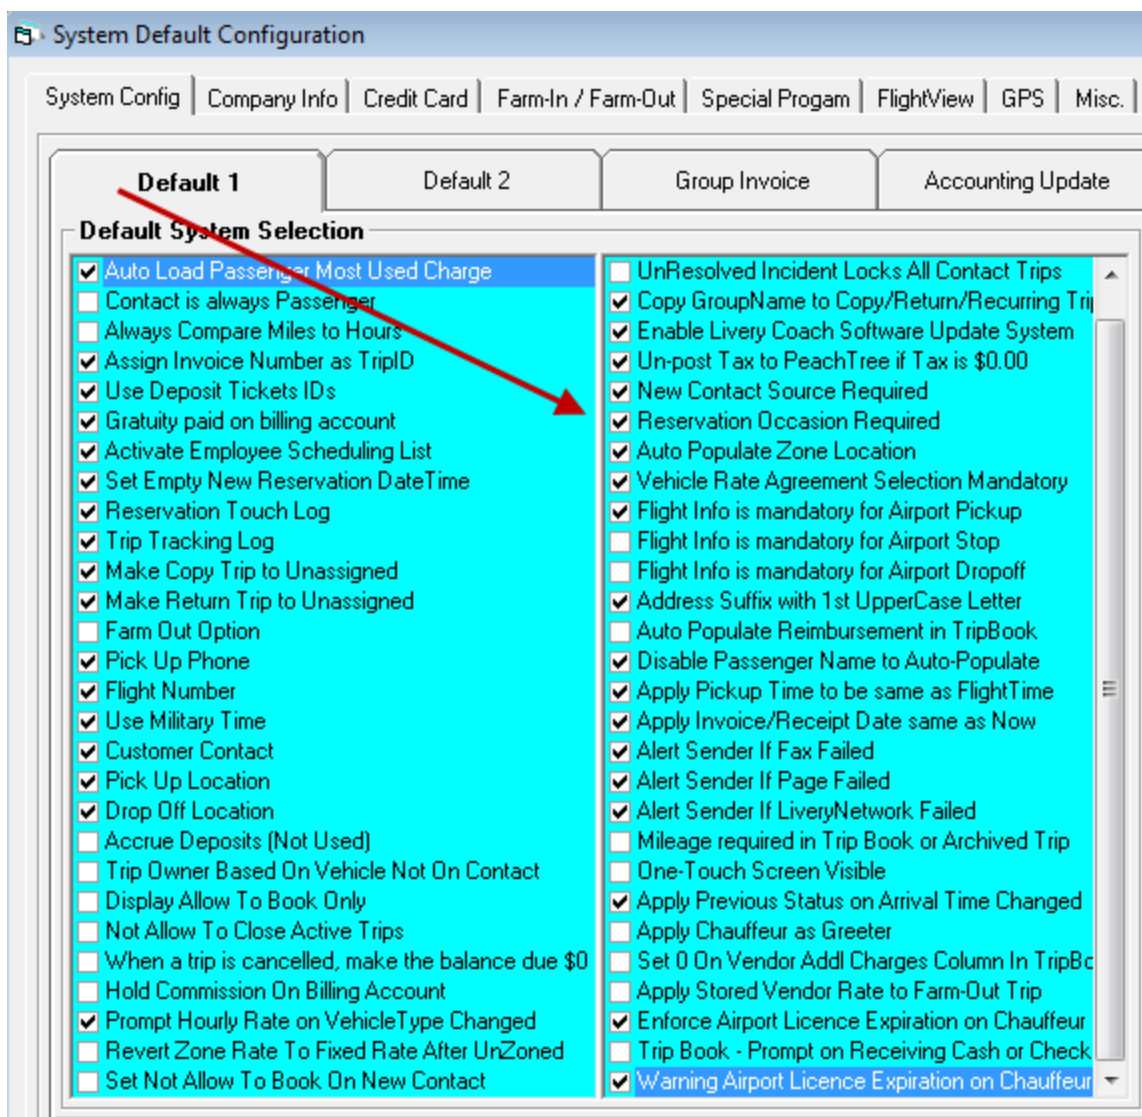 System Default Configuration
System Config Company Info Credit Card Farm-In / Farm-Out Special Progam FlightView GPS Misc.
Default 1 Default 2 Group Invoice Accounting Update
Default System Selection
Auto Load Passenger Most Used Charge
Contact is always Passenger
Always Compare Miles to Hours
Assign Invoice Number as TripID
Use Deposit Tickets IDs
Gratuity paid on billing account
Activate Employee Scheduling List
Set Empty New Reservation DateTime
Reservation Touch Log
Trip Tracking Log
Make Copy Trip to Unassigned
Make Return Trip to Unassigned
Farm Out Option
Pick Up Phone
Flight Number
Use Military Time
Customer Contact
Pick Up Location
Drop Off Location
Accrue Deposits (Not Used)
Trip Owner Based On Vehicle Not On Contact
Display Allow To Book Only
Not Allow To Close Active Trips
When a trip is cancelled, make the balance due $0
Hold Commission On Billing Account
Prompt Hourly Rate on VehicleType Changed
Revert Zone Rate To Fixed Rate After UnZoned
Set Not Allow To Book On New Contact
UnResolved Incident Locks All Contact Trips
Copy GroupName to Copy/Return/Recurring Trip
Enable Livery Coach Software Update System
Un-post Tax to PeachTree if Tax is $0.00
New Contact Source Required
Reservation Occasion Required
Auto Populate Zone Location
Vehicle Rate Agreement Selection Mandatory
Flight Info is mandatory for Airport Pickup
Flight Info is mandatory for Airport Stop
Flight Info is mandatory for Airport Dropoff
Address Suffix with 1st UpperCase Letter
Auto Populate Reimbursement in TripBook
Disable Passenger Name to Auto-Populate
Apply Pickup Time to be same as FlightTime
Apply Invoice/Receipt Date same as Now
Alert Sender If Fax Failed
Alert Sender If Page Failed
Alert Sender If LiveryNetwork Failed
Mileage required in Trip Book or Archived Trip
One-Touch Screen Visible
Apply Previous Status on Arrival Time Changed
Apply Chauffeur as Greeter
Set 0 On Vendor Addl Charges Column In TripBo
Apply Stored Vendor Rate to Farm-Out Trip
Enforce Airport Licence Expiration on Chauffeur
Trip Book - Prompt on Receiving Cash or Check
Warning Airport Licence Expiration on Chauffeur